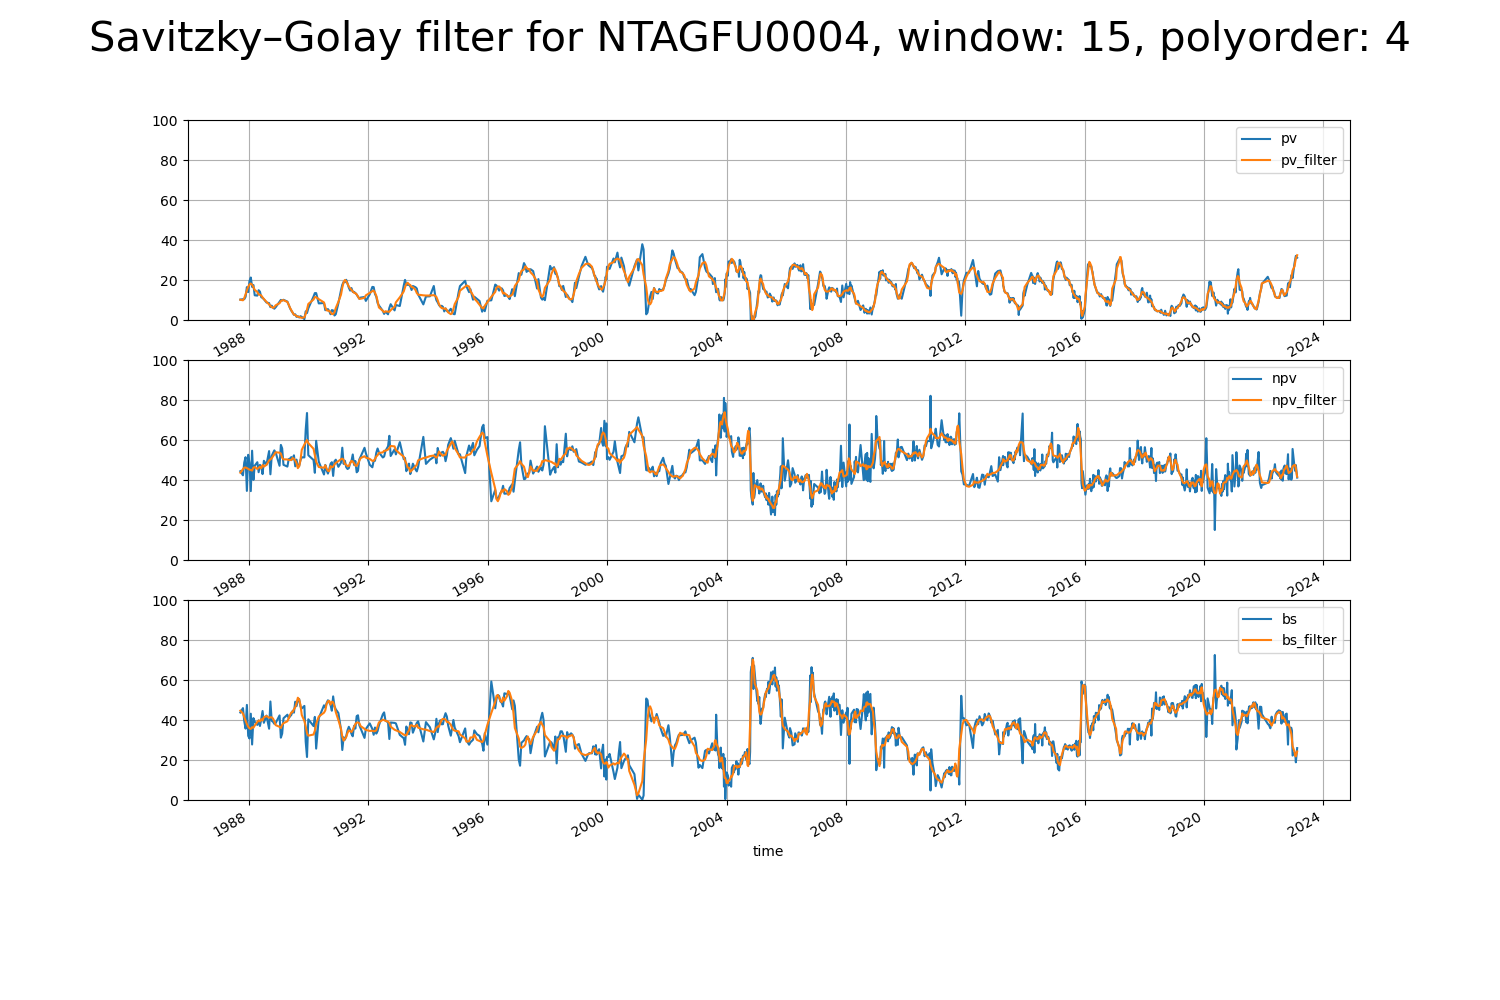 Savitzky–Golay filter for NTAGFU0004, window: 15, polyorder: 4
100
80
60
40
20
0
pv
pv_filter
1988 1992 1996 2000 2004 2008 2012 2016 2020 2024
100
80
60
40
20
0
npv
npv_filter
1988 1992 1996 2000 2004 2008 2012 2016 2020 2024
100
80
60
40
20
0
bs
bs_filter
1988 1992 1996 2000 2004 2008 2012 2016 2020 2024
time